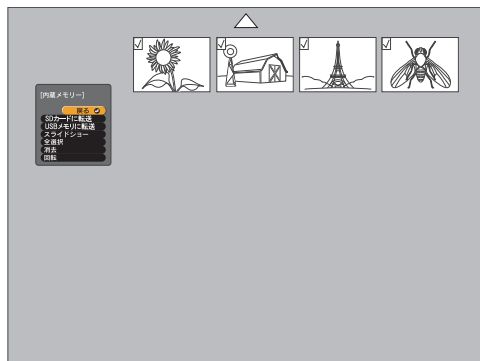 [内蔵メモリー]
戻る
SDカードに転送
USBメモリに転送
スライドショー
全選択
消去
回転